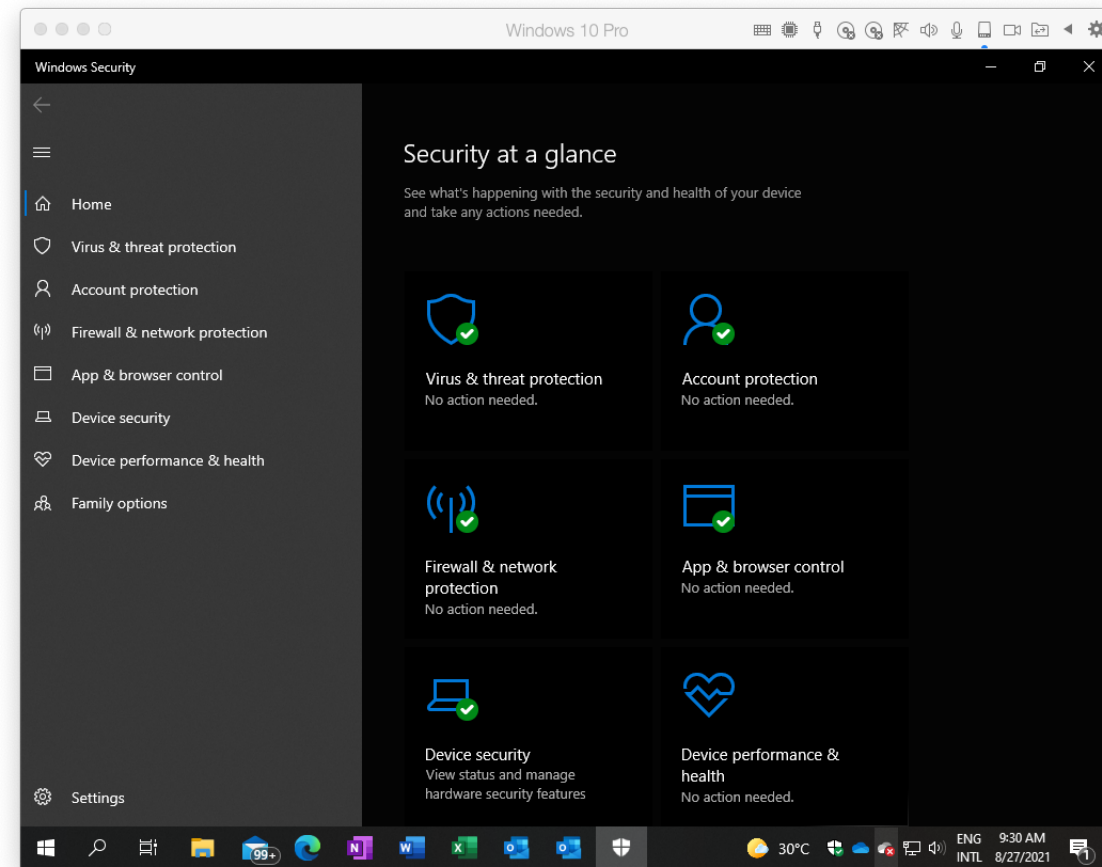 Windows 10 Pro
Windows Security
Home
Virus & threat protection
Account protection
Firewall & network protection
App & browser control
Device security
Device performance & health
Family options
Settings
Security at a glance
See what's happening with the security and health of your device
and take any actions needed.
Virus & threat protection
No action needed.
Account protection
No action needed.
Firewall & network
protection
No action needed.
App & browser control
No action needed.
Device security
View status and manage
hardware security features
Device performance &
health
No action needed.
99+
N
W
X
o
o
30°C
ENG
INTL
9:30 AM
8/27/2021
1